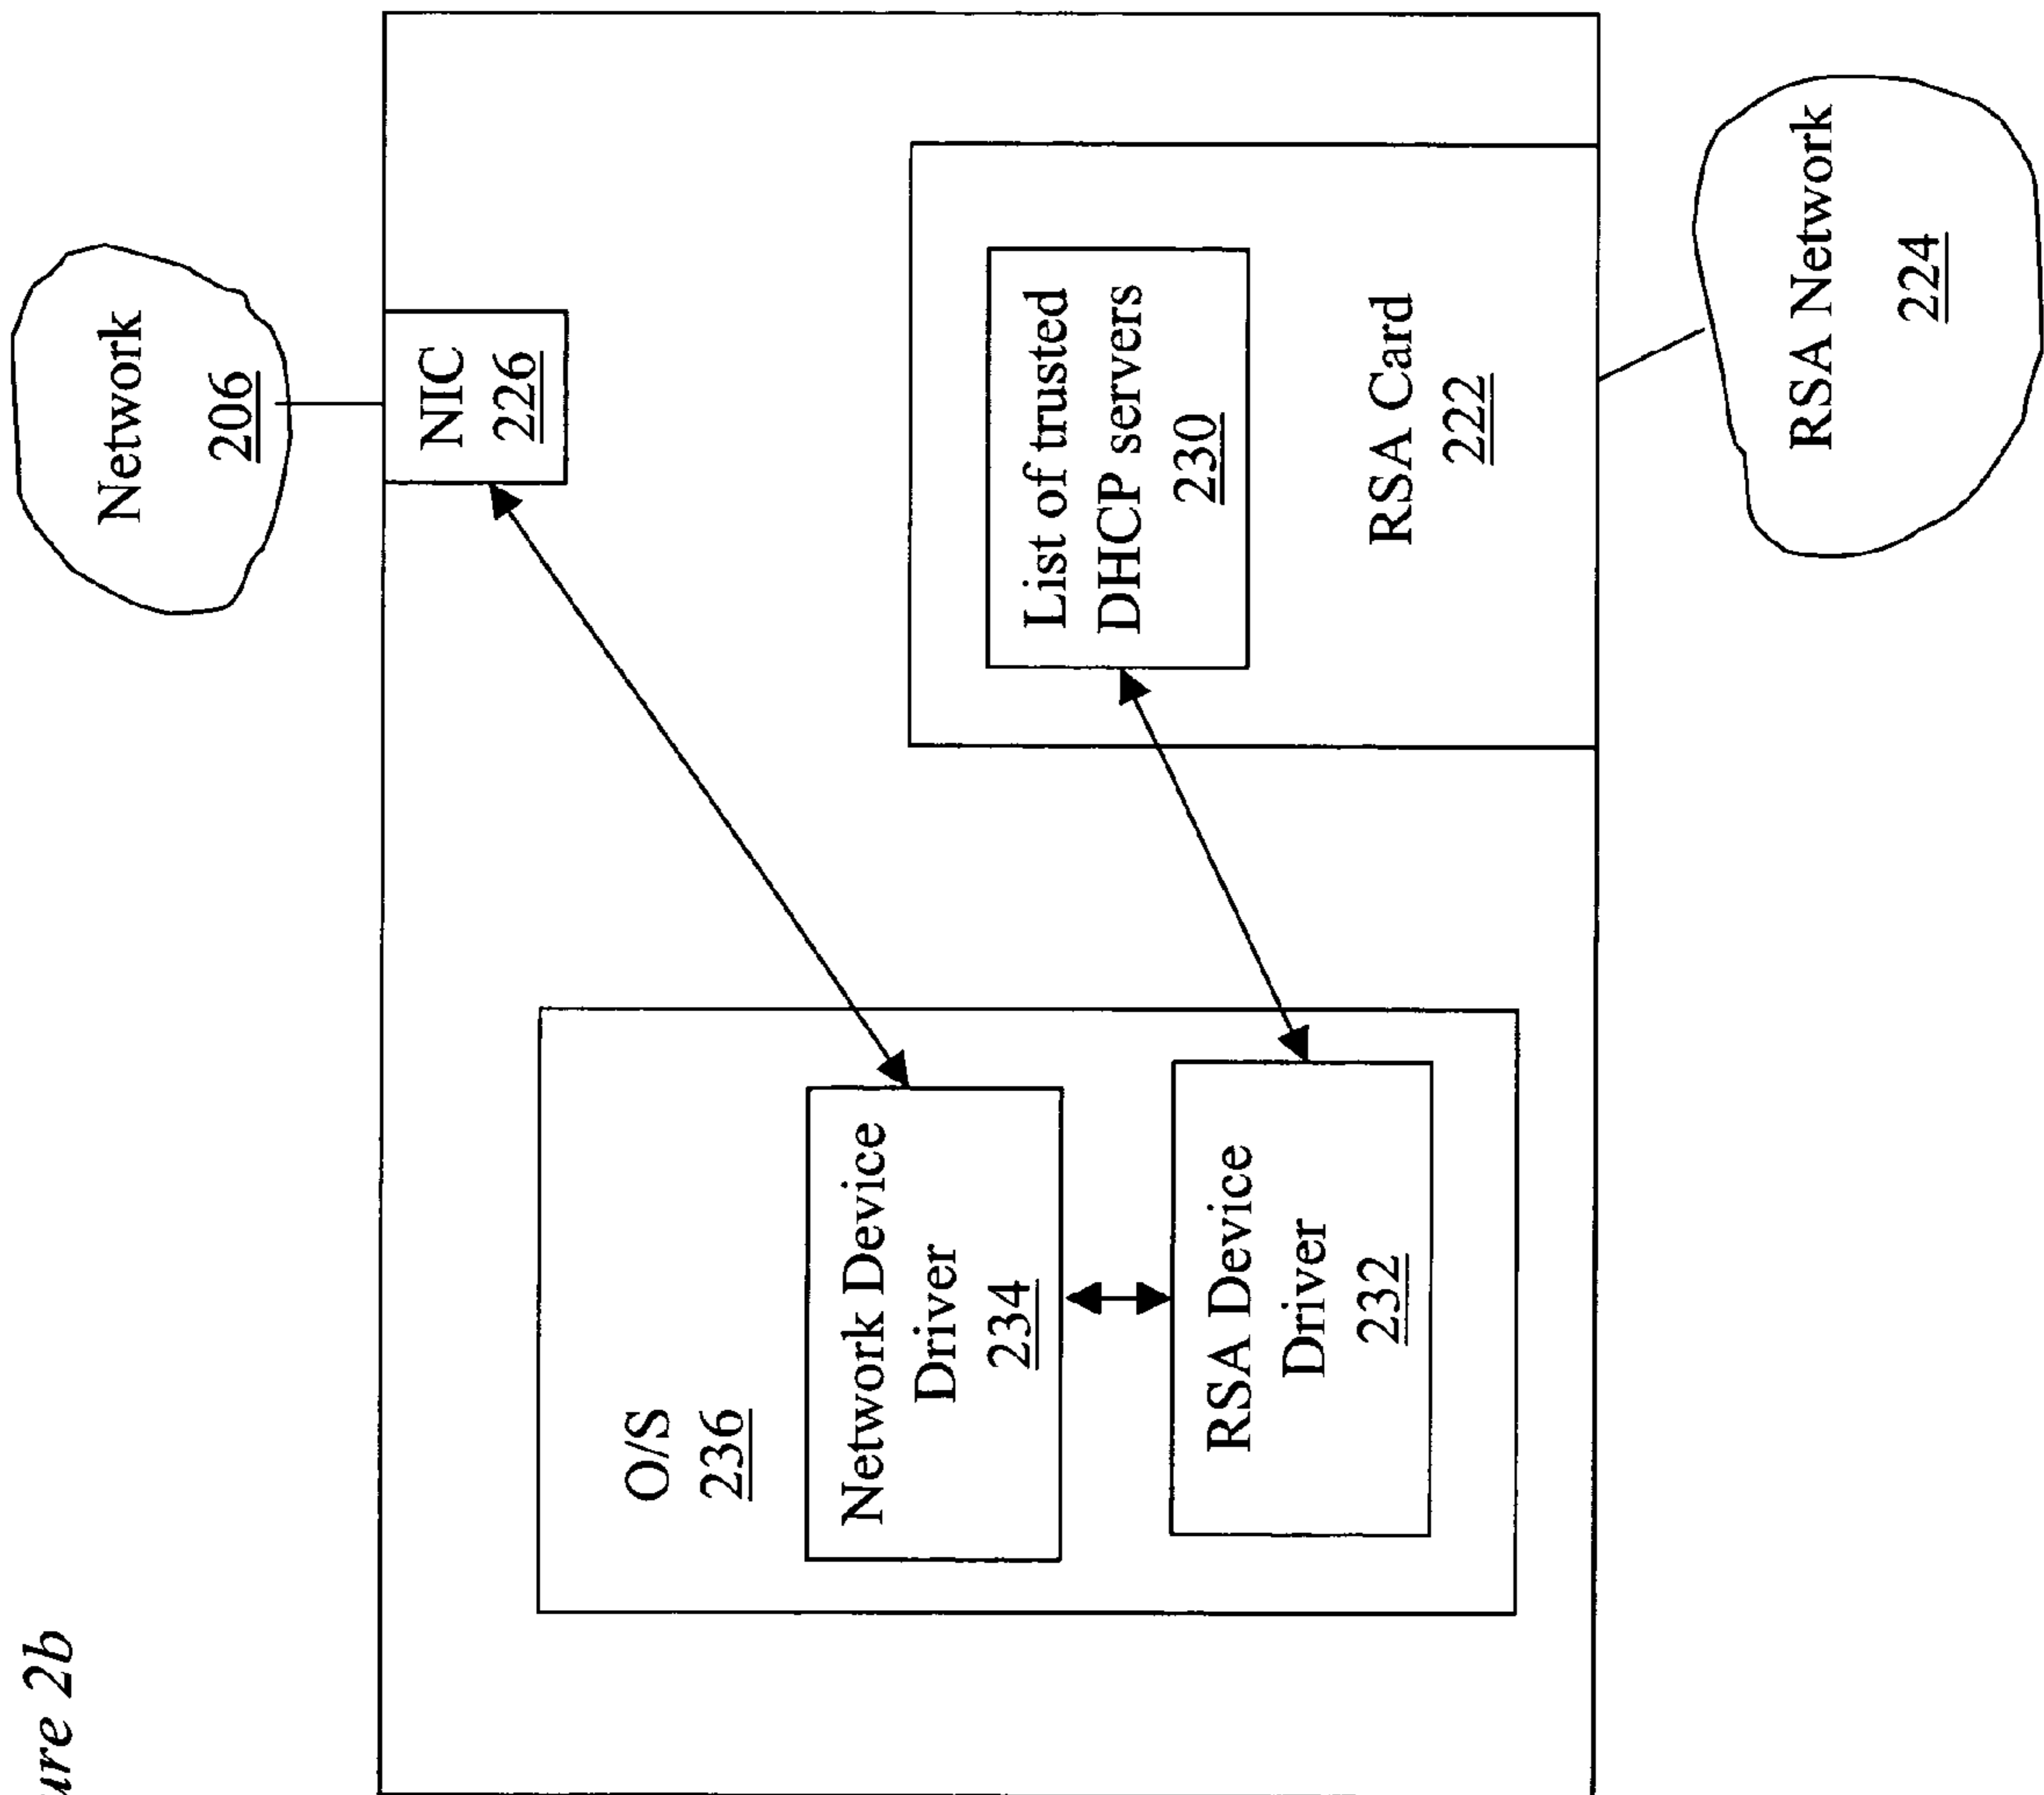 ure 2b
Network
206
NIC
226
O/S
236
Network Device
Driver
234
RSA Device
Driver
232
List of trusted
DHCP servers
230
RSA Card
222
RSA Network
224